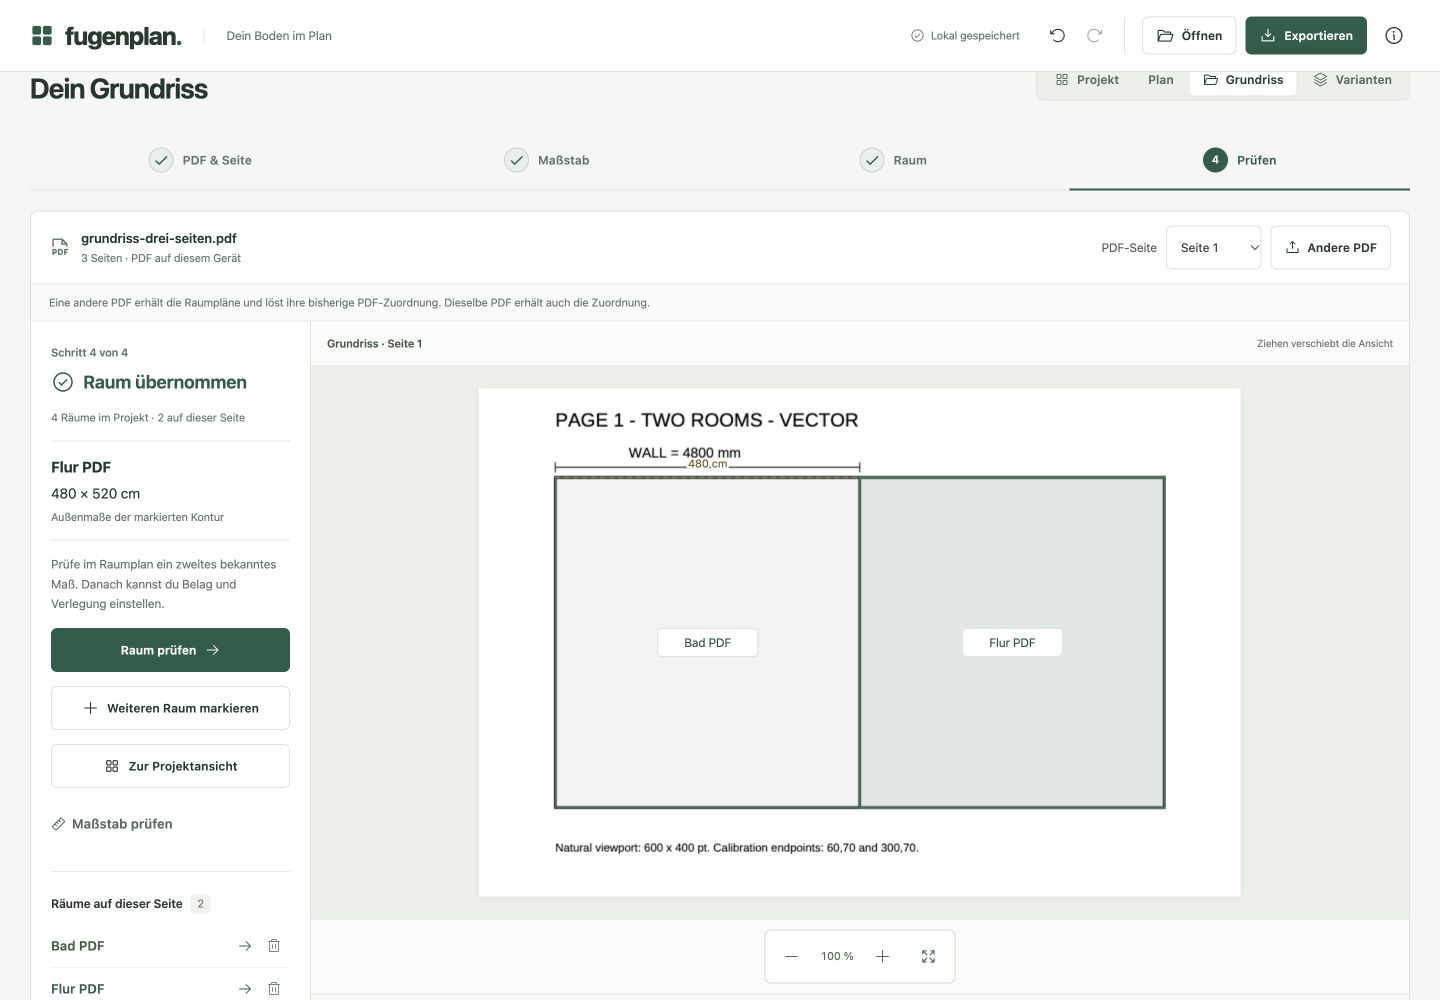 fugenplan.
Dein Boden im Plan
Lokal gespeichert
Öffnen
Exportieren
Dein Grundriss
Projekt
Plan
Grundriss
Varianten
PDF & Seite
Maßstab
Raum
4
Prüfen
PDF
grundriss-drei-seiten.pdf
3 Seiten · PDF auf diesem Gerät
PDF-Seite
Seite 1
Andere PDF
Eine andere PDF erhält die Raumpläne und löst ihre bisherige PDF-Zuordnung. Dieselbe PDF erhält auch die Zuordnung.
Schritt 4 von 4
Raum übernommen
4 Räume im Projekt · 2 auf dieser Seite
Flur PDF
480 × 520 cm
Außenmaße der markierten Kontur
Prüfe im Raumplan ein zweites bekanntes
Maß. Danach kannst du Belag und
Verlegung einstellen.
Raum prüfen
Weiteren Raum markieren
Zur Projektansicht
Maßstab prüfen
Räume auf dieser Seite 2
Bad PDF
Flur PDF
Grundriss · Seite 1
Ziehen verschiebt die Ansicht
PAGE 1 - TWO ROOMS - VECTOR
WALL = 4800 mm
480 cm
Bad PDF
Flur PDF
Natural viewport: 600 x 400 pt. Calibration endpoints: 60,70 and 300,70.
100 %